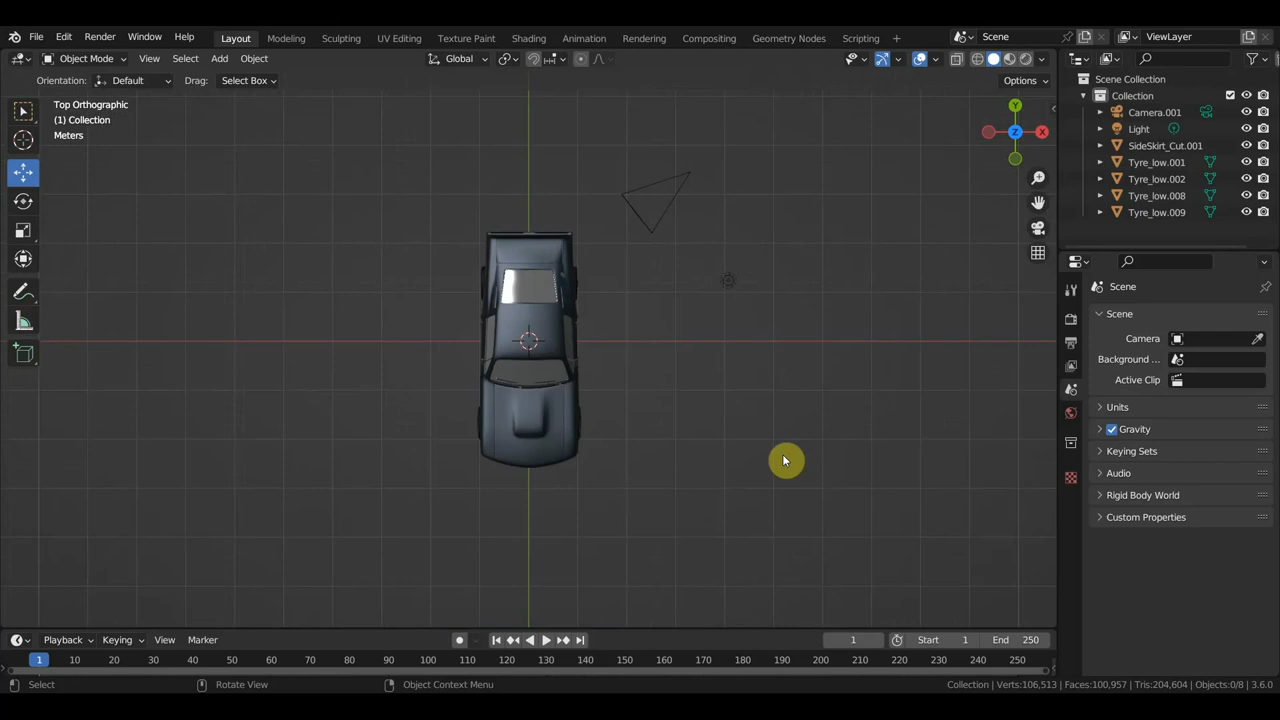 File Edit Render Window Help Layout Modeling Sculpting UV Editing Texture Paint Shading Animation Rendering Compositing Geometry Nodes Scripting + Scene ViewLayer
Object Mode View Select Add Object Global
Orientation: Default Drag: Select Box Options
Top Orthographic
(1) Collection
Meters
Y
Z
X
Scene Collection
Collection
Camera.001
Light
SideSkirt_Cut.001
Tyre_low.001
Tyre_low.002
Tyre_low.008
Tyre_low.009
Scene
Scene
Camera
Background ...
Active Clip
Units
Gravity
Keying Sets
Audio
Rigid Body World
Custom Properties
Playback Keying View Marker 1 Start 1 End 250
1 10 20 30 40 50 60 70 80 90 100 110 120 130 140 150 160 170 180 190 200 210 220 230 240 250
Select Rotate View Object Context Menu Collection | Verts:106,513 | Faces:100,957 | Tris:204,604 | Objects:0/8 | 3.6.0